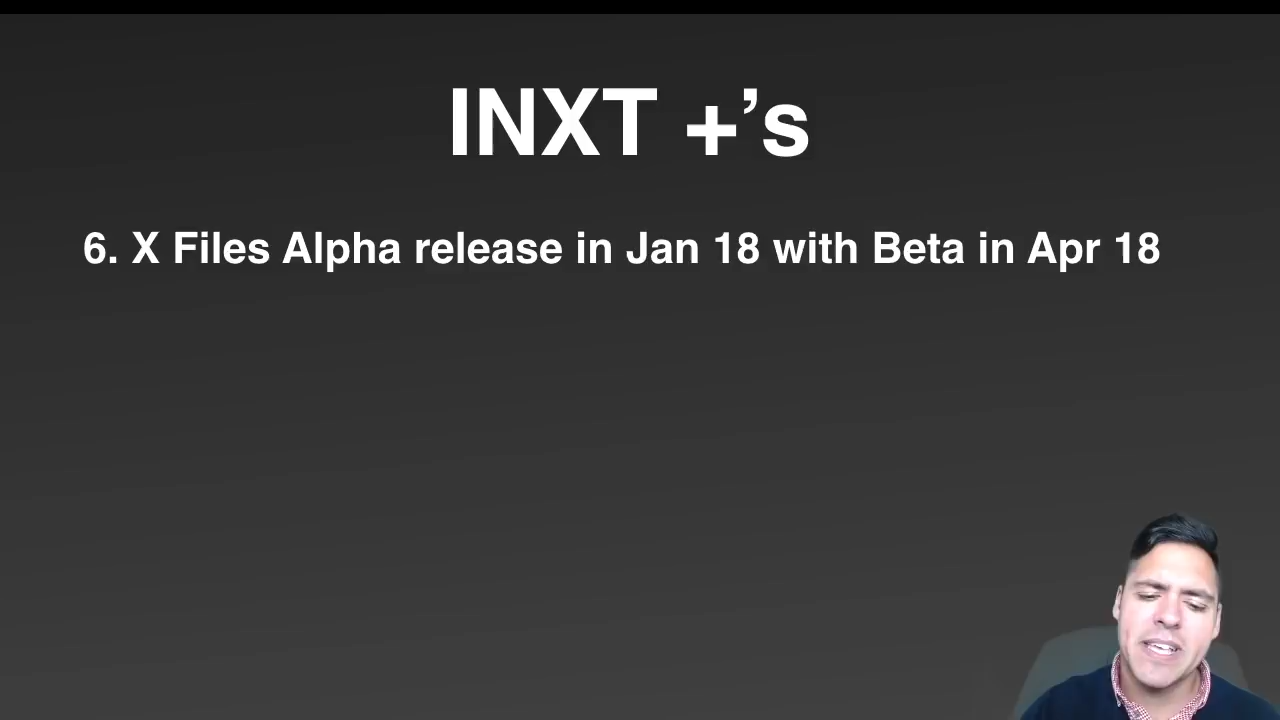 INXT +’s
6. X Files Alpha release in Jan 18 with Beta in Apr 18